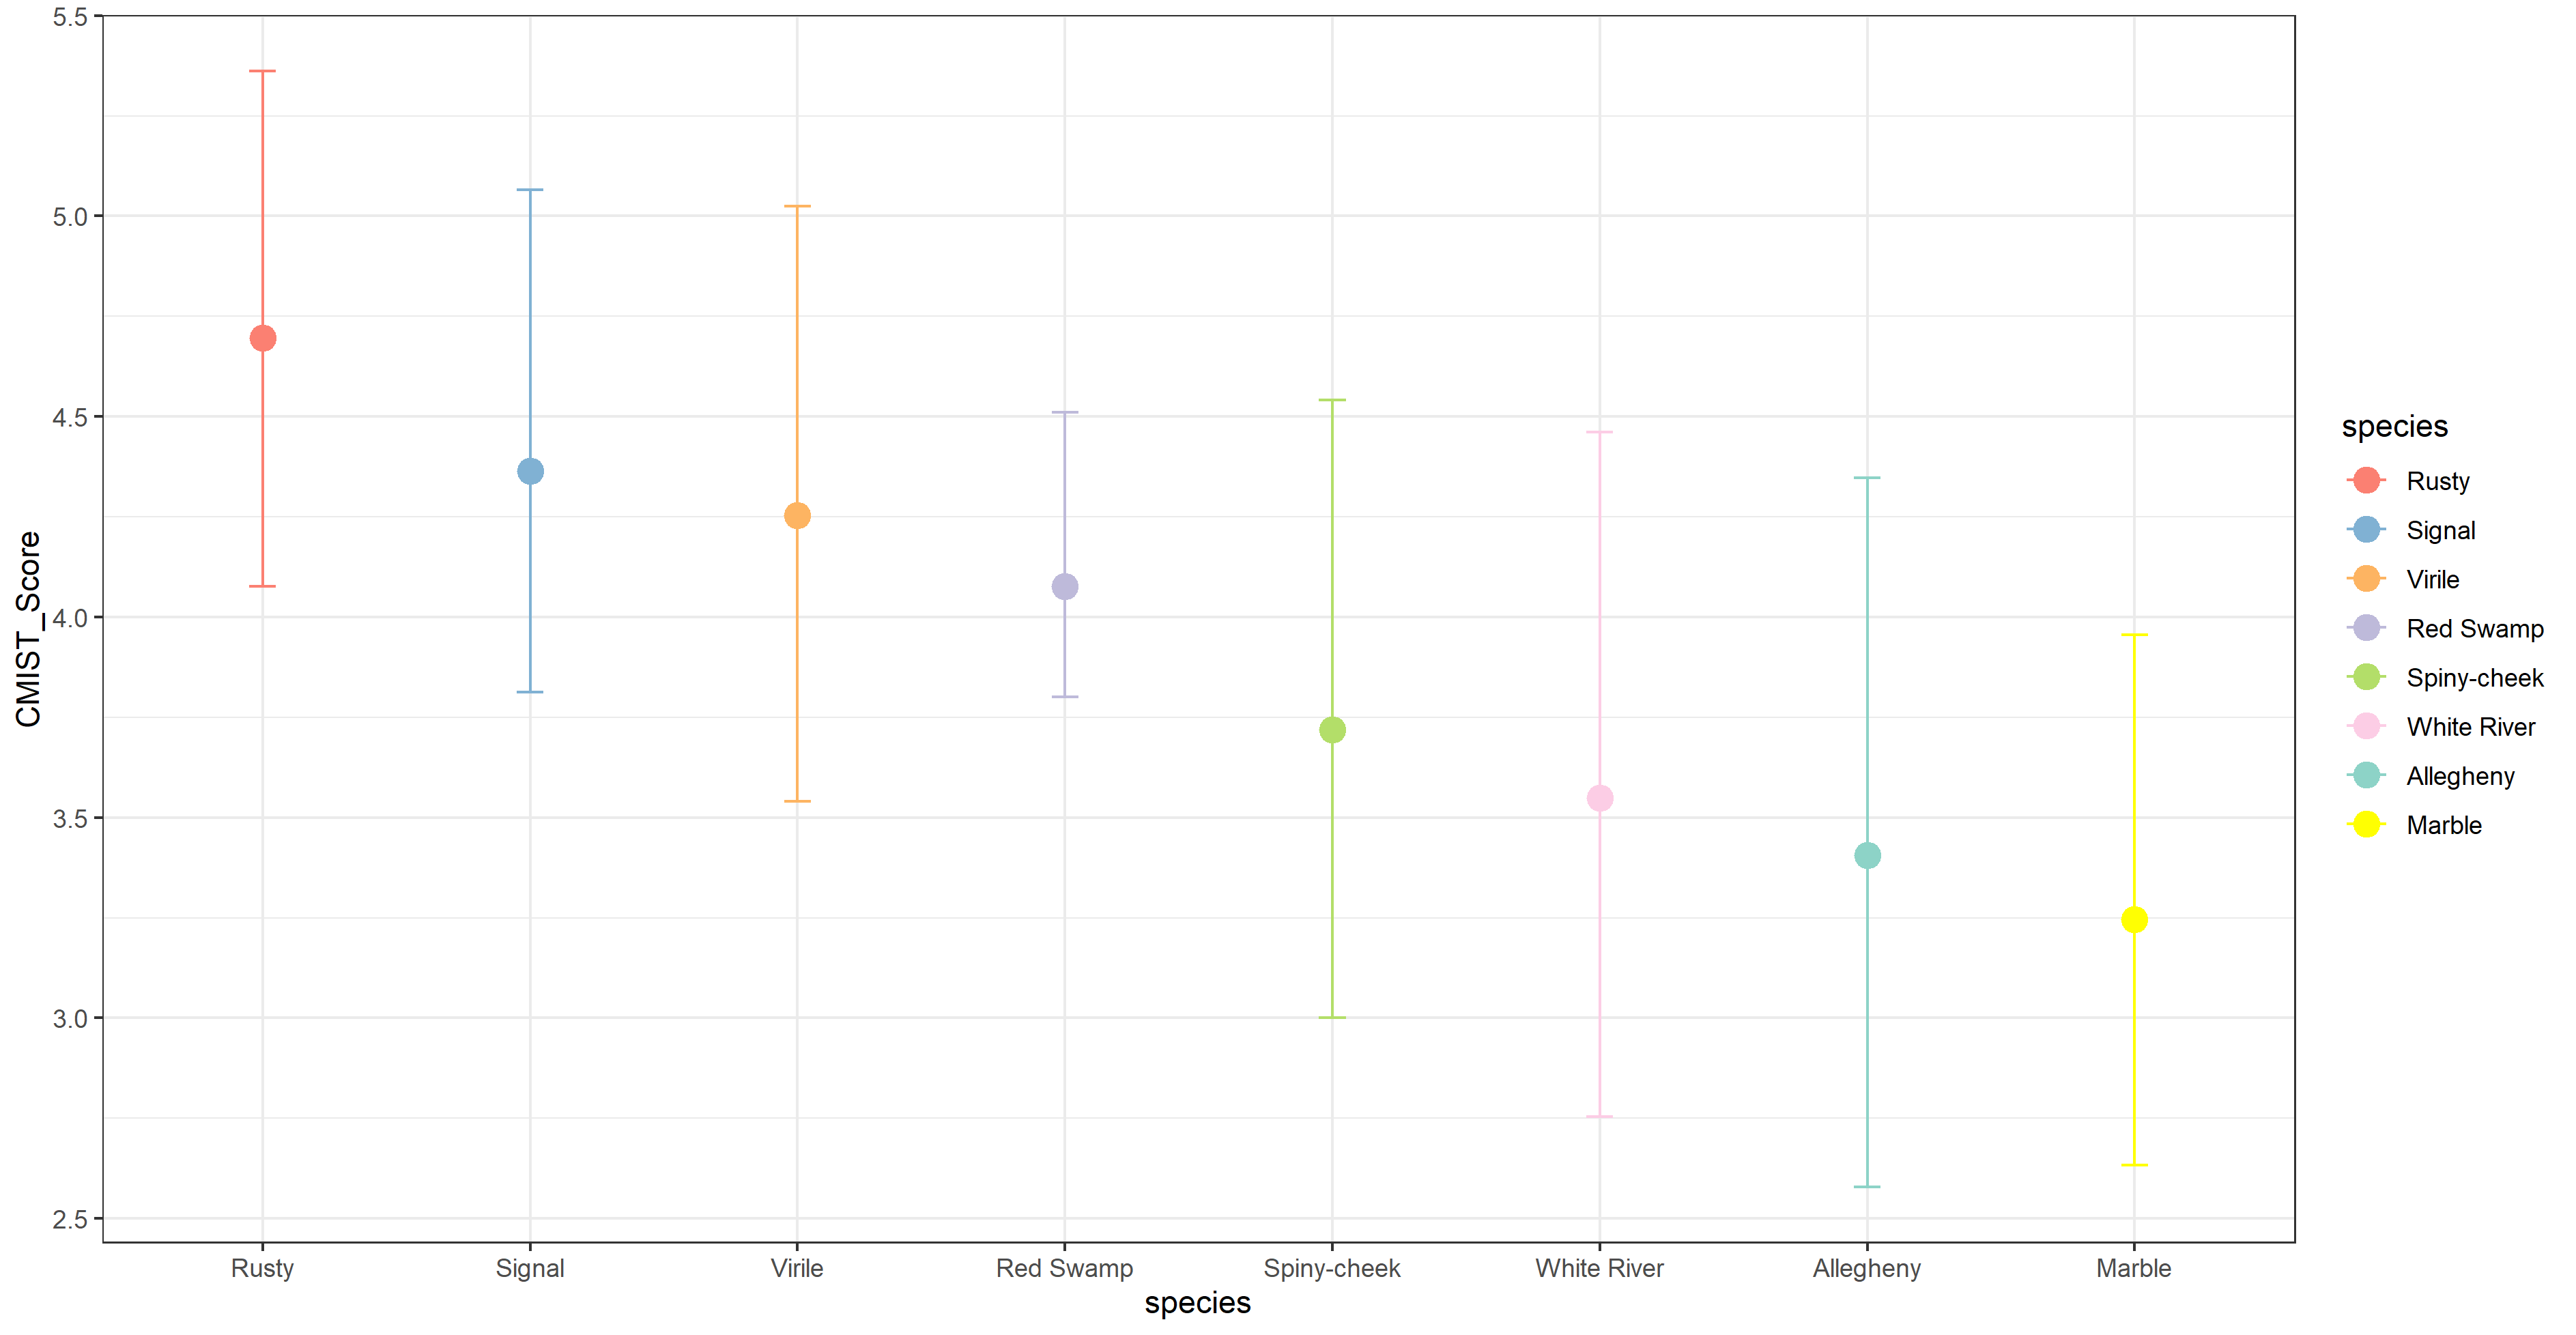 5.5
5.0
4.5
4.0
3.5
3.0
2.5
CMIST_Score
Rusty
Signal
Virile
Red Swamp
Spiny-cheek
White River
Allegheny
Marble
species
species
Rusty
Signal
Virile
Red Swamp
Spiny-cheek
White River
Allegheny
Marble